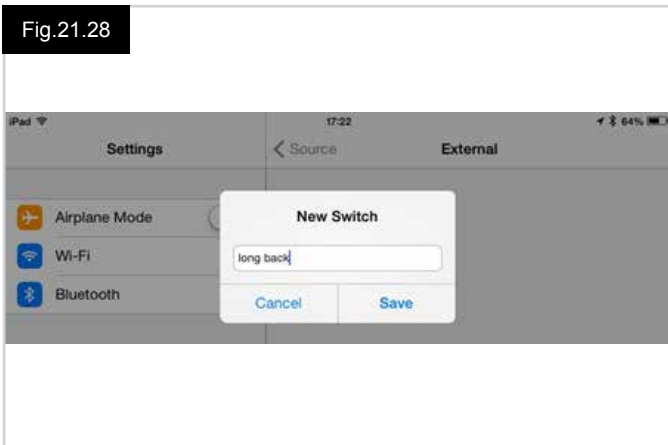 Fig.21.28
iPad 17:22 64%
Settings < Source External
New Switch
Airplane Mode
long back
Wi-Fi
Cancel Save
Bluetooth